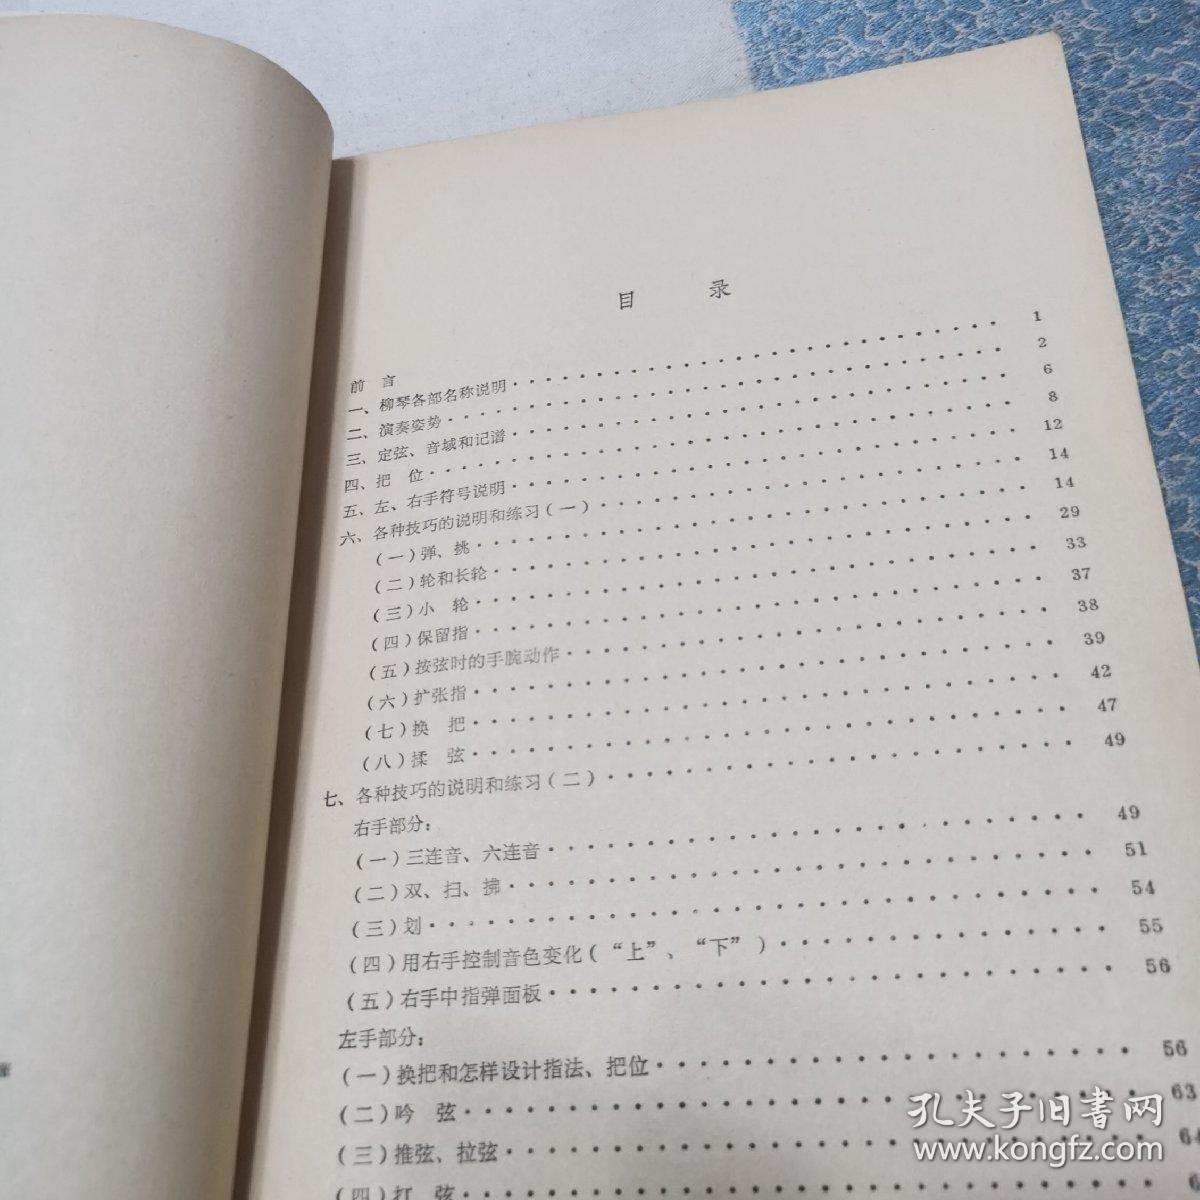 目 录
前 言
一、柳琴各部名称说明····················1
二、演奏姿势····················2
三、定弦、音域和记谱····················6
四、把 位····················8
五、左、右手符号说明····················12
六、各种技巧的说明和练习(一)····················14
(一)弹、挑····················14
(二)轮和长轮····················29
(三)小 轮····················33
(四)保留指····················37
(五)按弦时的手腕动作····················38
(六)扩张指····················39
(七)换 把····················42
(八)揉 弦····················47
七、各种技巧的说明和练习(二)····················49
右手部分:
(一)三连音、六连音····················49
(二)双、扫、拂····················51
(三)划····················54
(四)用右手控制音色变化(“上”、“下”)····················55
(五)右手中指弹面板····················56
左手部分:
(一)换把和怎样设计指法、把位····················56
(二)吟 弦····················63
(三)推弦、拉弦····················64
(四)打 弦····················
孔夫子旧书网
www.kongfz.com